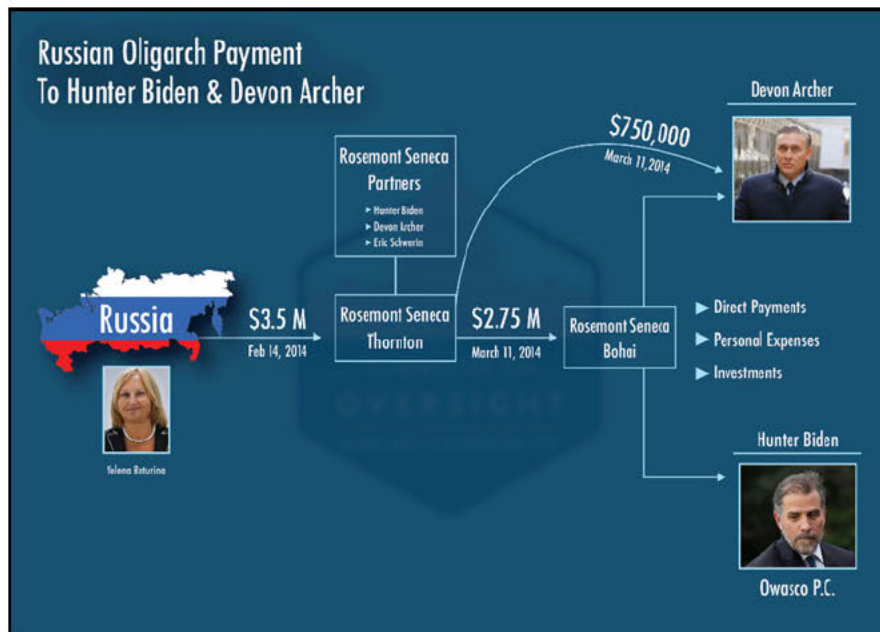 Russian Oligarch Payment
To Hunter Biden & Devon Archer
Devon Archer
$750,000
March 11, 2014
Rosemont Seneca
Partners
Hunter Biden
Devon Archer
Eric Schwerin
Russia
$3.5 M
Feb 14, 2014
Rosemont Seneca
Thornton
$2.75 M
March 11, 2014
Rosemont Seneca
Bohai
Direct Payments
Personal Expenses
Investments
OVERSIGHT
Yelena Baturina
Hunter Biden
Owasco P.C.